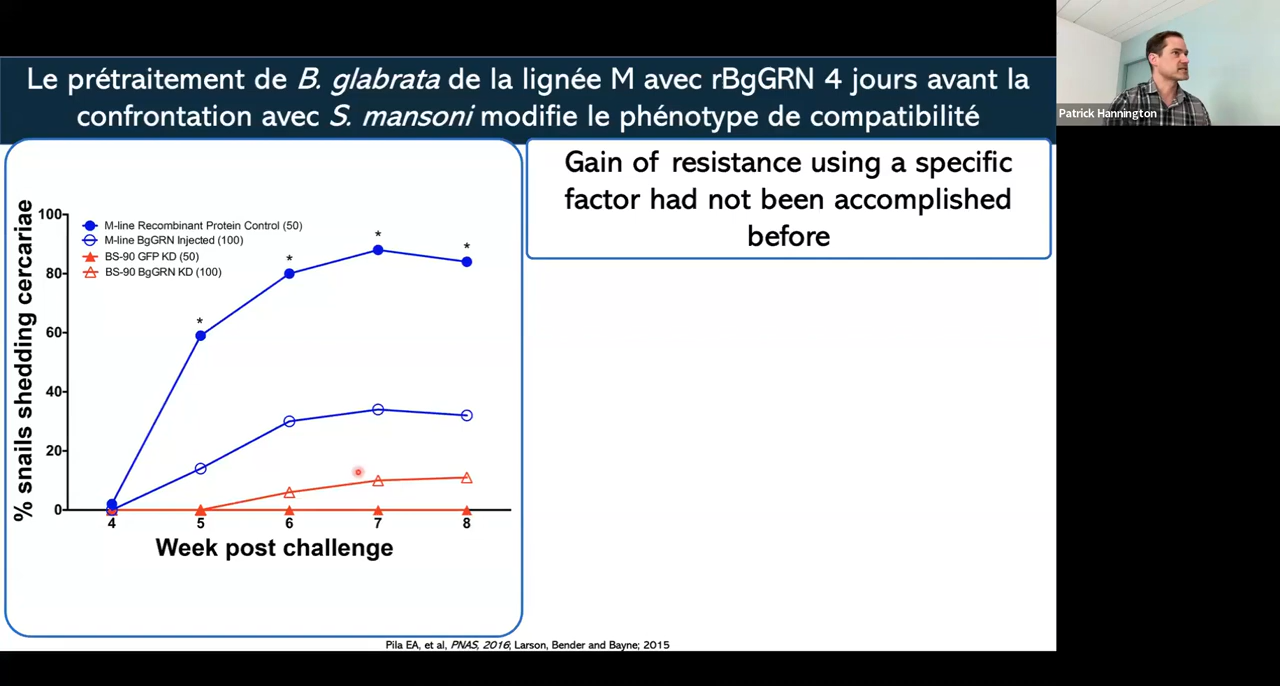 Le prétraitement de B. glabrata de la lignée M avec rBgGRN 4 jours avant la
confrontation avec S. mansoni modifie le phénotype de compatibilité
Patrick Hannington
Gain of resistance using a specific
factor had not been accomplished
before
% snails shedding cercariae
100
80
60
40
20
0
M-line Recombinant Protein Control (50)
M-line BgGRN Injected (100)
BS-90 GFP KD (50)
BS-90 BgGRN KD (100)
* * * *
4 5 6 7 8
Week post challenge
Pila EA, et al, PNAS, 2016, Larson, Bender and Bayne; 2015